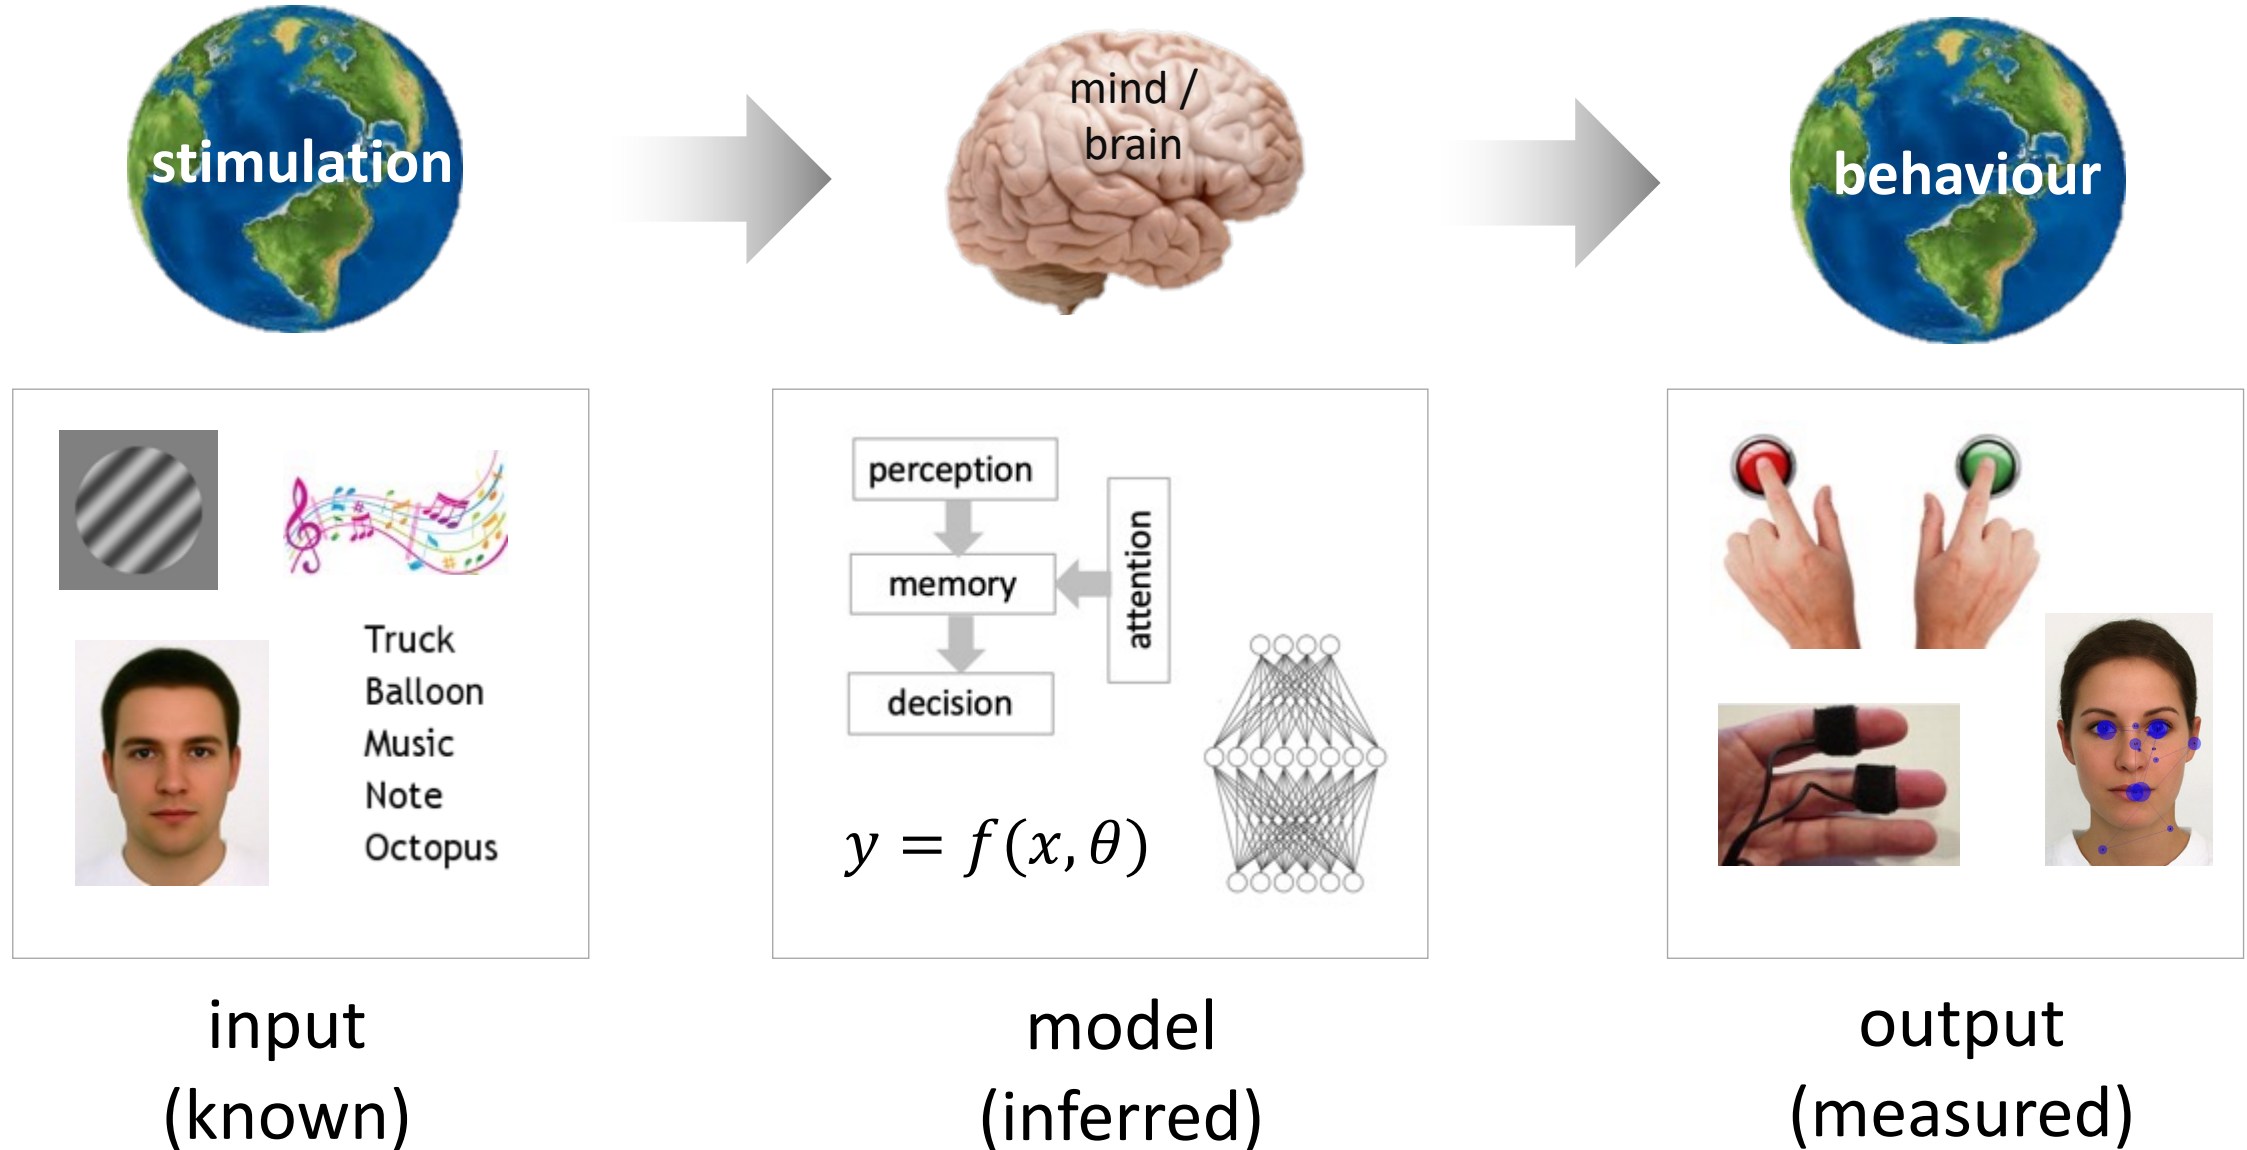 stimulation
mind /
brain
behaviour
Truck
Balloon
Music
Note
Octopus
perception
memory
attention
decision
y = f(x, θ)
input
(known)
model
(inferred)
output
(measured)